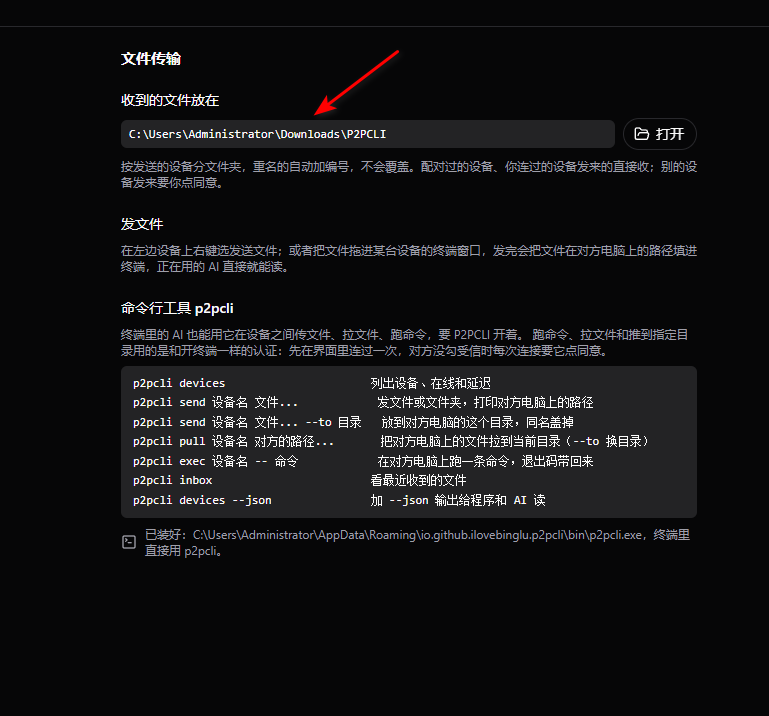 文件传输
收到的文件放在
C:\Users\Administrator\Downloads\P2PCLI
打开
按发送的设备分文件夹，重名的自动加编号，不会覆盖。配对过的设备、你连过的设备发来的直接收；别的设
备发来要你点同意。
发文件
在左边设备上右键选发送文件；或者把文件拖进某台设备的终端窗口，发完会把文件在对方电脑上的路径填进
终端，正在用的 AI 直接就能读。
命令行工具 p2pcli
终端里的 AI 也能用它在设备之间传文件、拉文件、跑命令，要 P2PCLI 开着。 跑命令、拉文件和推到指定目
录用的是和开终端一样的认证：先在界面里连过一次，对方没勾受信时每次连接要它点同意。
p2pcli devices 列出设备、在线和延迟
p2pcli send 设备名 文件... 发文件或文件夹，打印对方电脑上的路径
p2pcli send 设备名 文件... --to 目录 放到对方电脑的这个目录，同名盖掉
p2pcli pull 设备名 对方的路径... 把对方电脑上的文件拉到当前目录（--to 换目录）
p2pcli exec 设备名 -- 命令 在对方电脑上跑一条命令，退出码带回来
p2pcli inbox 看最近收到的文件
p2pcli devices --json 加 --json 输出给程序和 AI 读
已装好：C:\Users\Administrator\AppData\Roaming\io.github.ilovebinglu.p2pcli\bin\p2pcli.exe，终端里
直接用 p2pcli。